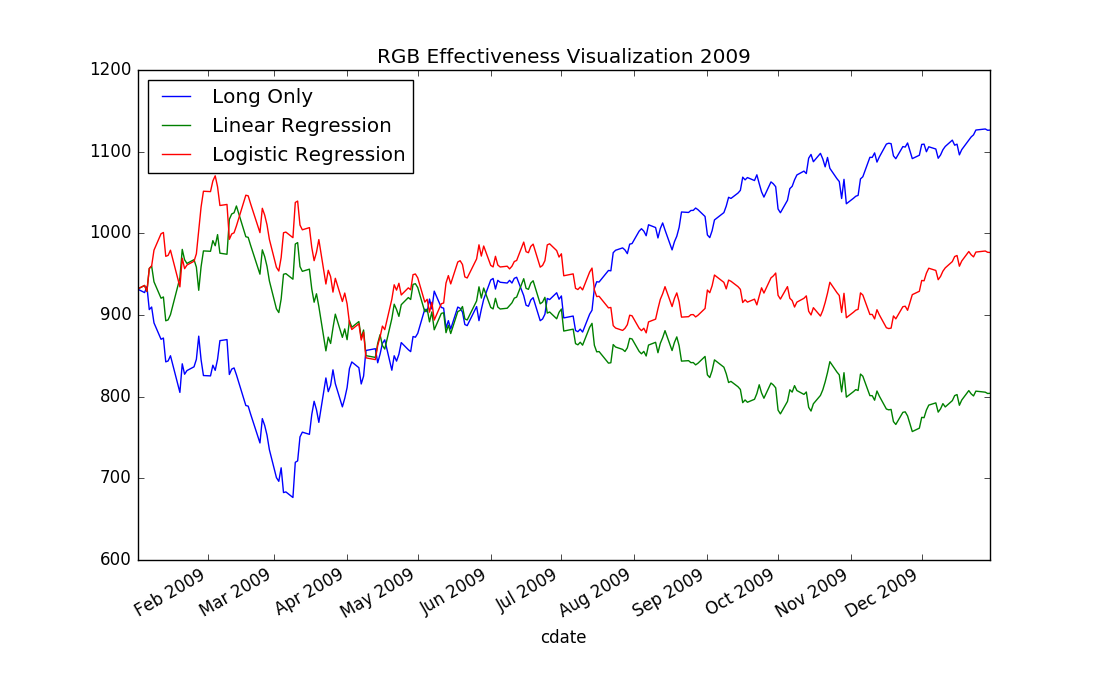 RGB Effectiveness Visualization 2009
1200
1100
1000
900
800
700
600
Long Only
Linear Regression
Logistic Regression
Feb 2009
Mar 2009
Apr 2009
May 2009
Jun 2009
Jul 2009
Aug 2009
Sep 2009
Oct 2009
Nov 2009
Dec 2009
cdate